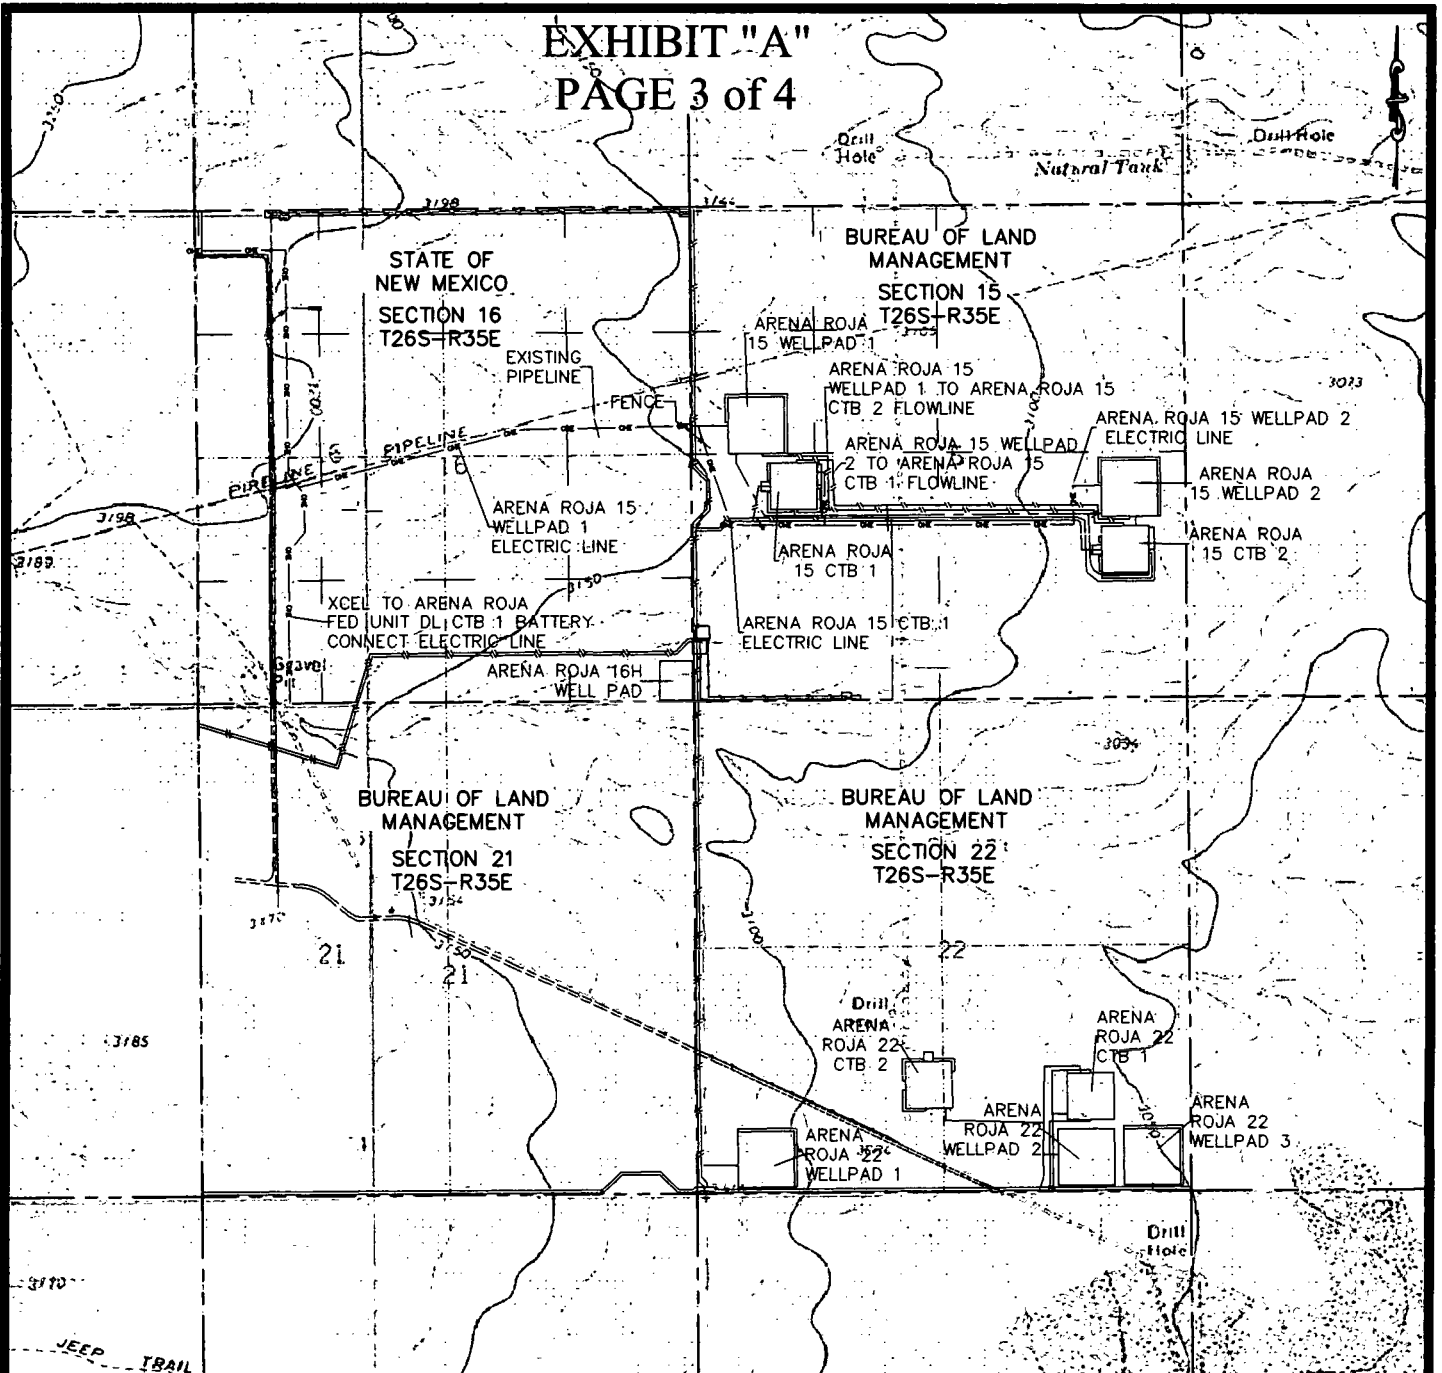 EXHIBIT "A"
PAGE 3 of 4
Drill
Hole
Drill Hole
Natural Tank
3198
STATE OF
NEW MEXICO
SECTION 16
T26S-R35E
BUREAU OF LAND
MANAGEMENT
SECTION 15
T26S-R35E
ARENA ROJA
15 WELLPAD 1
EXISTING
PIPELINE
FENCE
ARENA ROJA 15
WELLPAD 1 TO ARENA ROJA 15
CTB 2 FLOWLINE
3100
ARENA ROJA 15 WELLPAD 2
ELECTRIC LINE
ARENA ROJA 15 WELLPAD
2 TO ARENA ROJA 15
CTB 1 FLOWLINE
PIPELINE
PIPELINE
ARENA ROJA
15 WELLPAD 2
3198
3189
ARENA ROJA 15
WELLPAD 1
ELECTRIC LINE
ARENA ROJA
15 CTB 1
ARENA ROJA
15 CTB 2
3150
XCEL TO ARENA ROJA
FED UNIT DL CTB 1 BATTERY
CONNECT ELECTRIC LINE
ARENA ROJA 15 CTB 1
ELECTRIC LINE
Gravel
ARENA ROJA 16H
WELL PAD
BUREAU OF LAND
MANAGEMENT
SECTION 21
T26S-R35E
BUREAU OF LAND
MANAGEMENT
SECTION 22
T26S-R35E
3100
3150
21
21
22
Drill
3185
ARENA
ROJA 22
CTB 2
ARENA
ROJA 22
CTB 1
ARENA
ROJA 22
WELLPAD 2
ARENA
ROJA 22
WELLPAD 3
ARENA
ROJA 22
WELLPAD 1
Drill
Hole
JEEP TRAIL